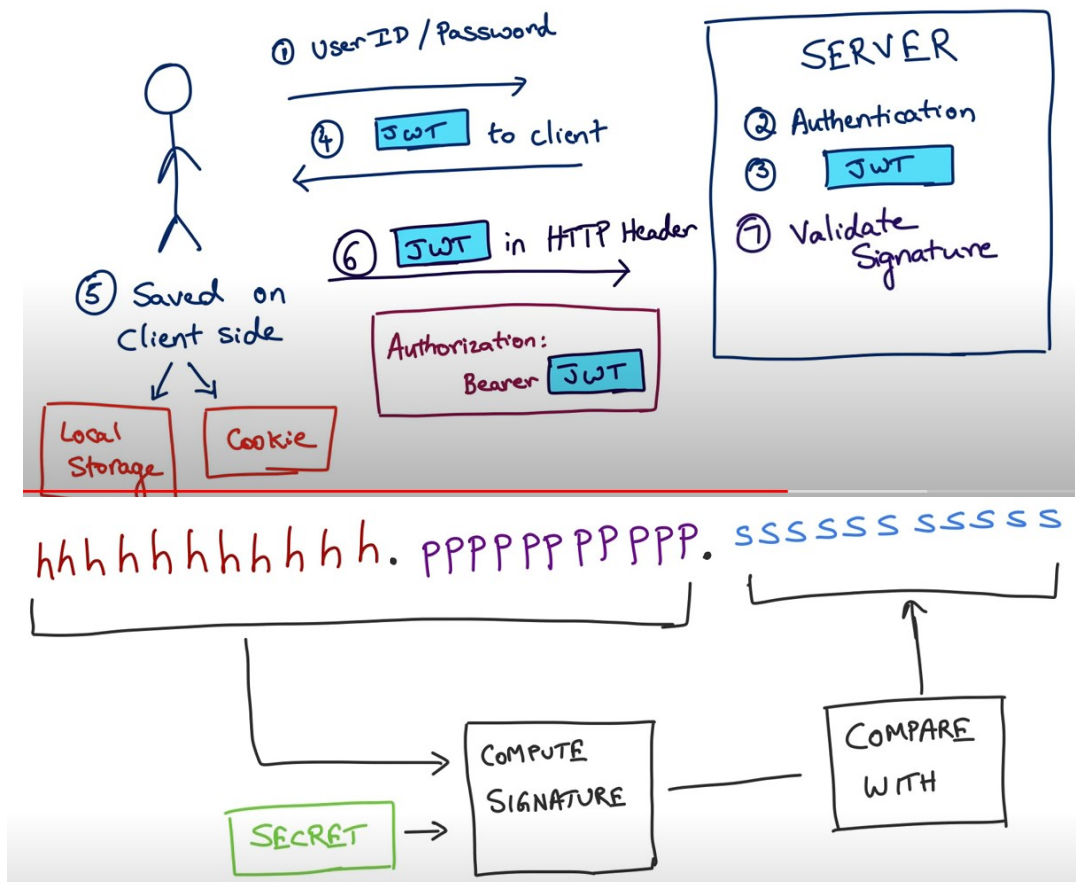 ① UserID / Password
④ JWT to client
⑥ JWT in HTTP Header
Authorization:
Bearer JWT
⑤ Saved on
Client side
Local
Storage
Cookie
SERVER
② Authentication
③ JWT
⑦ Validate
Signature
hhhhhhhhhhh. PPPPPPPPPPP. sssssssssss
COMPUTE
SIGNATURE
SECRET
COMPARE
WITH